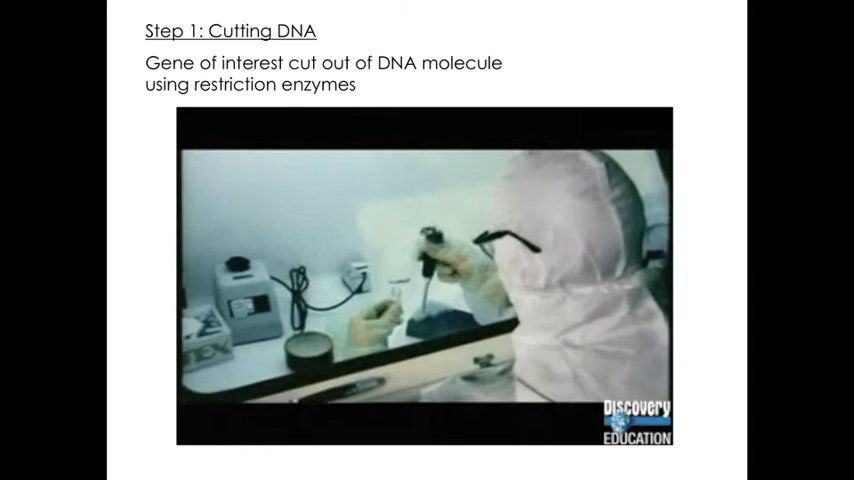 Step 1: Cutting DNA
Gene of interest cut out of DNA molecule
using restriction enzymes
Discovery
EDUCATION